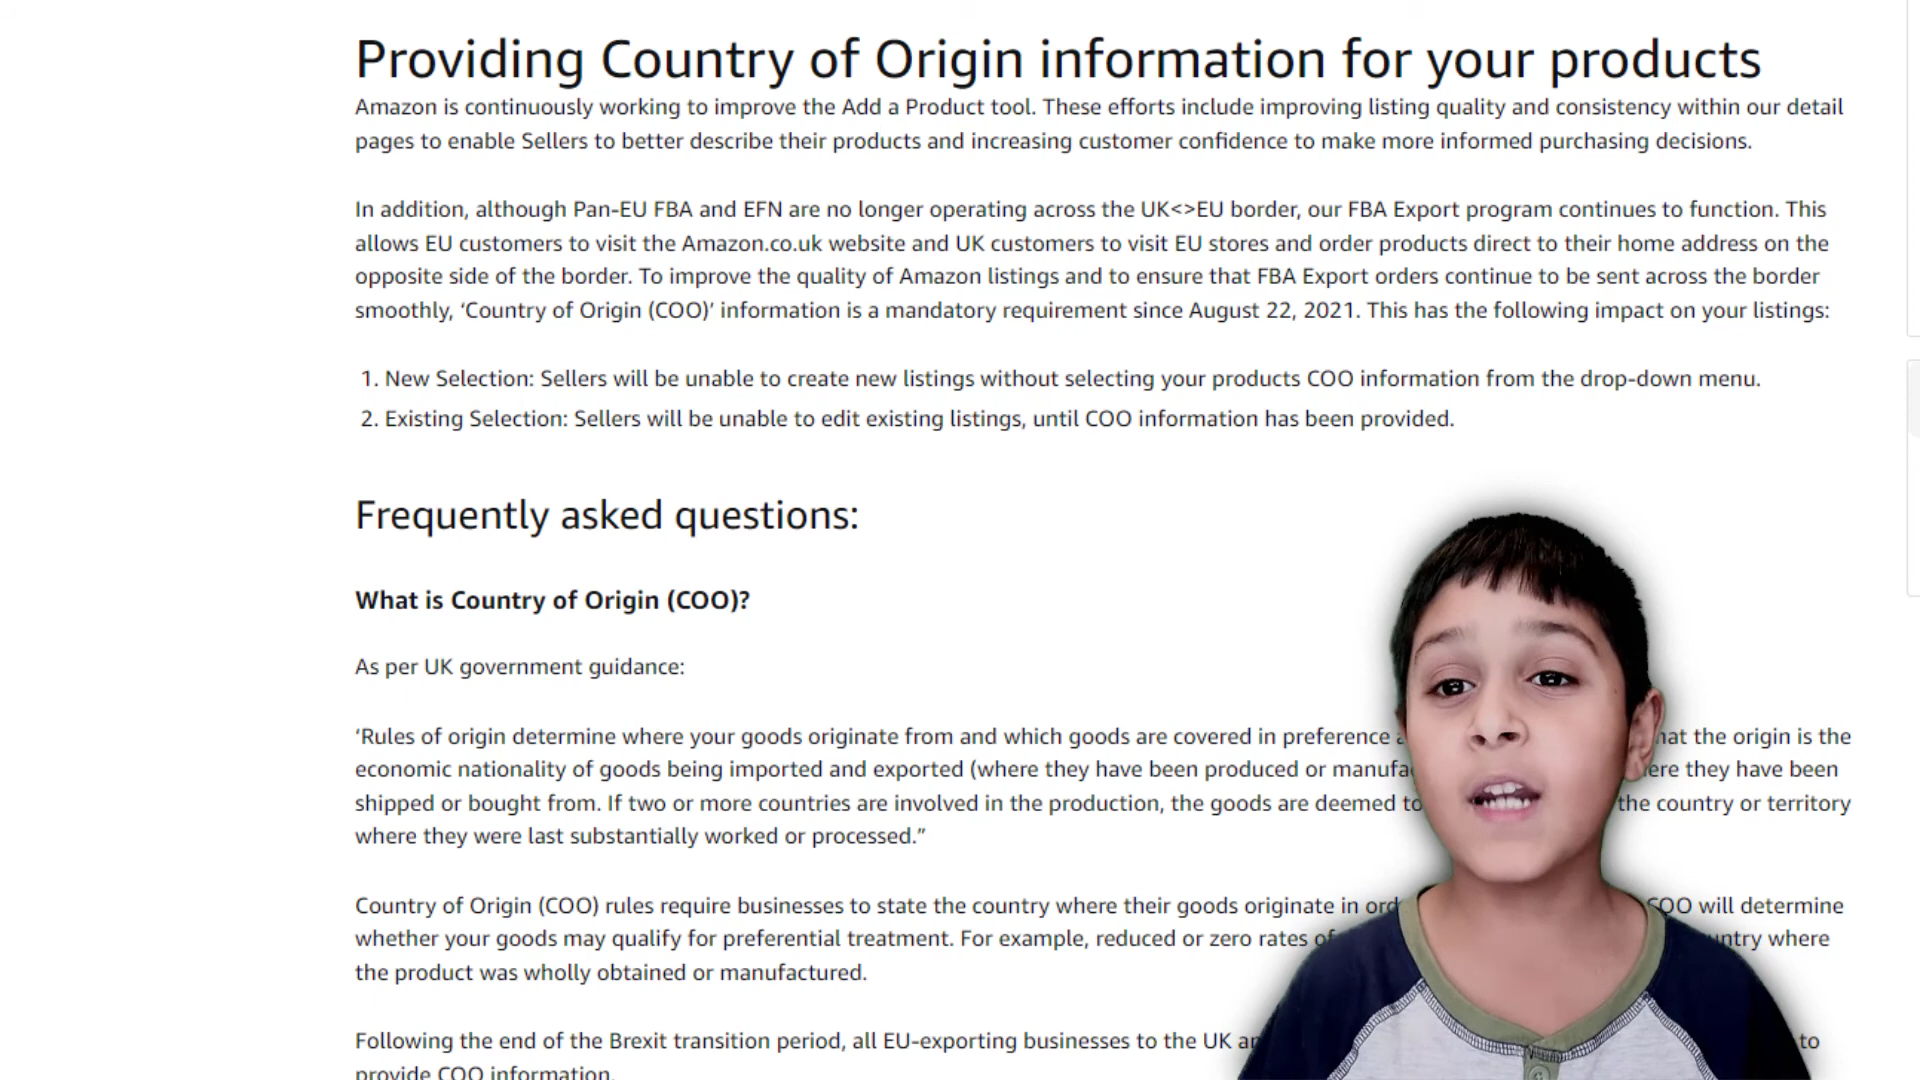 Providing Country of Origin information for your products
Amazon is continuously working to improve the Add a Product tool. These efforts include improving listing quality and consistency within our detail
pages to enable Sellers to better describe their products and increasing customer confidence to make more informed purchasing decisions.
In addition, although Pan-EU FBA and EFN are no longer operating across the UK<>EU border, our FBA Export program continues to function. This
allows EU customers to visit the Amazon.co.uk website and UK customers to visit EU stores and order products direct to their home address on the
opposite side of the border. To improve the quality of Amazon listings and to ensure that FBA Export orders continue to be sent across the border
smoothly, ‘Country of Origin (COO)’ information is a mandatory requirement since August 22, 2021. This has the following impact on your listings:
1. New Selection: Sellers will be unable to create new listings without selecting your products COO information from the drop-down menu.
2. Existing Selection: Sellers will be unable to edit existing listings, until COO information has been provided.
Frequently asked questions:
What is Country of Origin (COO)?
As per UK government guidance:
‘Rules of origin determine where your goods originate from and which goods are covered in preference the origin is the
economic nationality of goods being imported and exported (where they have been produced or they have been
shipped or bought from. If two or more countries are involved in the production, the goods are deemed to the country or territory
where they were last substantially worked or processed.”
Country of Origin (COO) rules require businesses to state the country where their goods originate in COO will determine
whether your goods may qualify for preferential treatment. For example, reduced or zero rates of where
the product was wholly obtained or manufactured.
Following the end of the Brexit transition period, all EU-exporting businesses to the UK to
provide COO information.